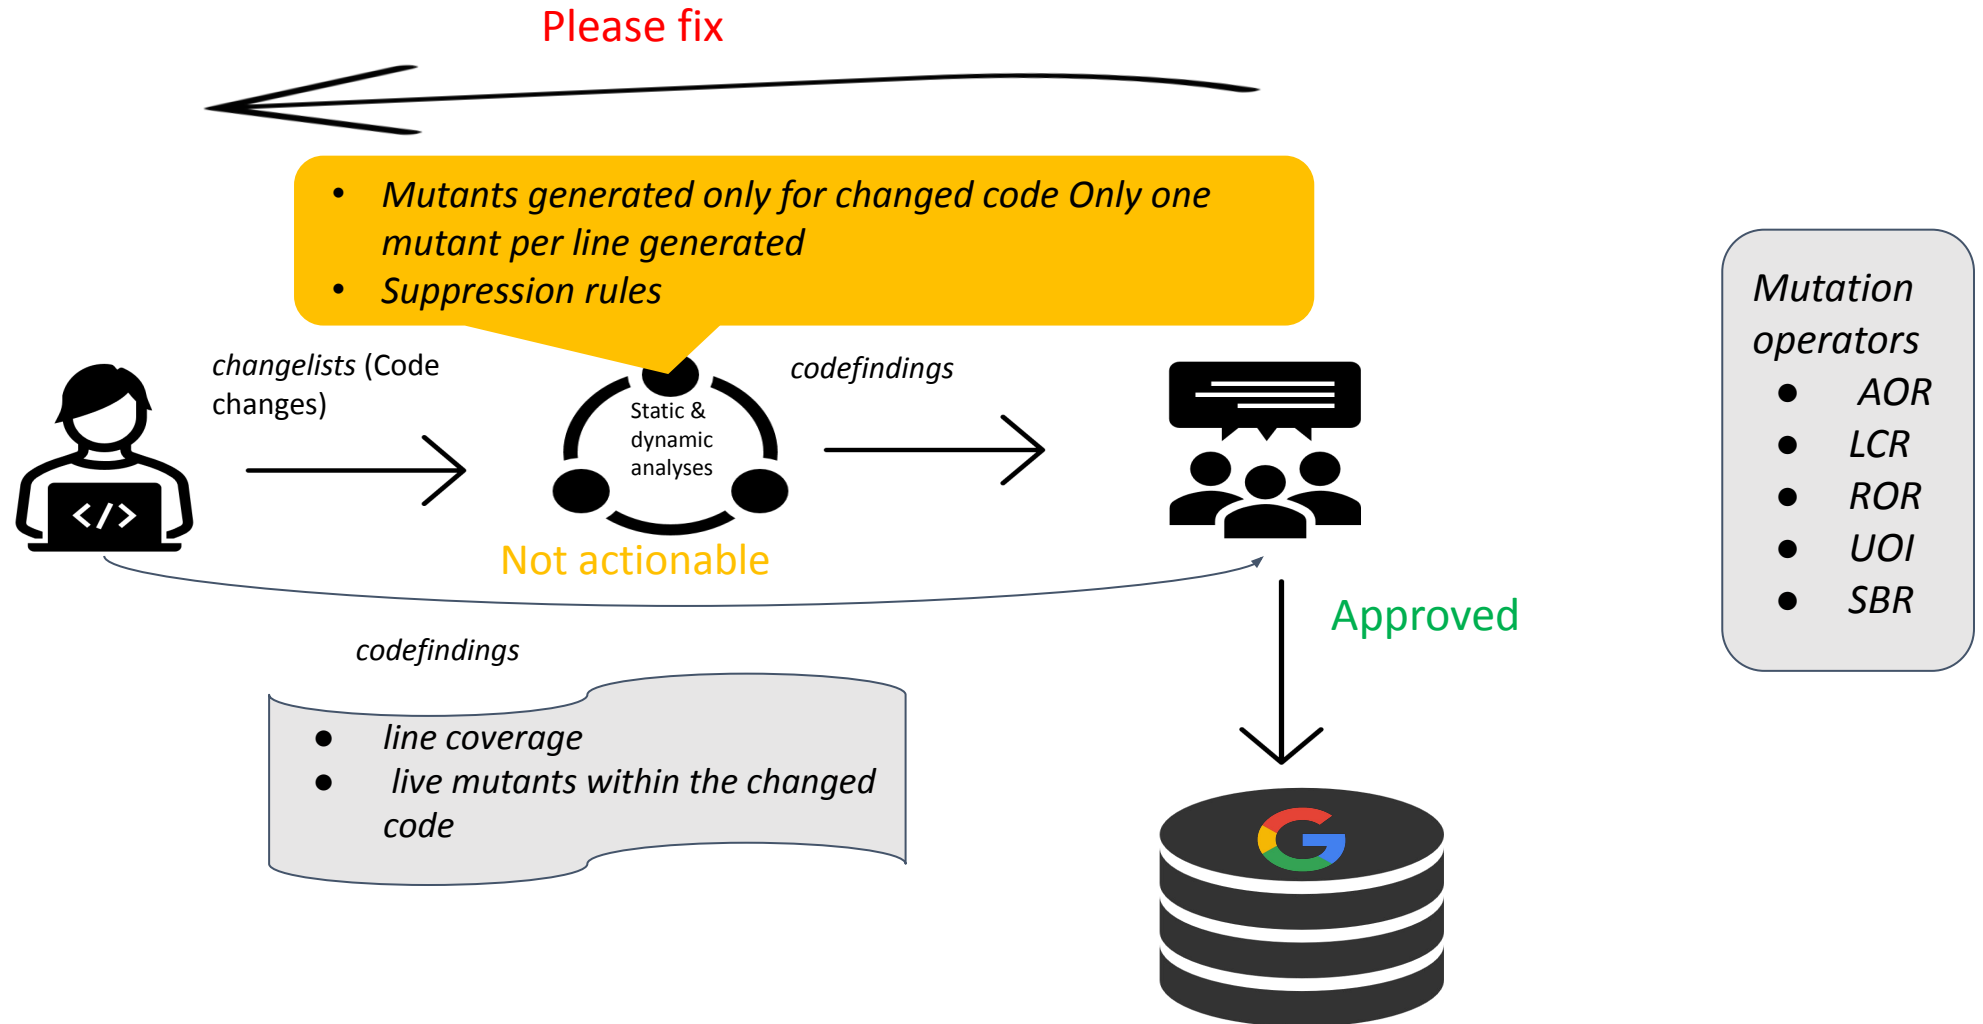 Please fix
• Mutants generated only for changed code Only one
mutant per line generated
• Suppression rules
changelists (Code
changes)
Static &
dynamic
analyses
codefindings
</>
Not actionable
Approved
codefindings
● line coverage
● live mutants within the changed
code
G
Mutation
operators
● AOR
● LCR
● ROR
● UOI
● SBR